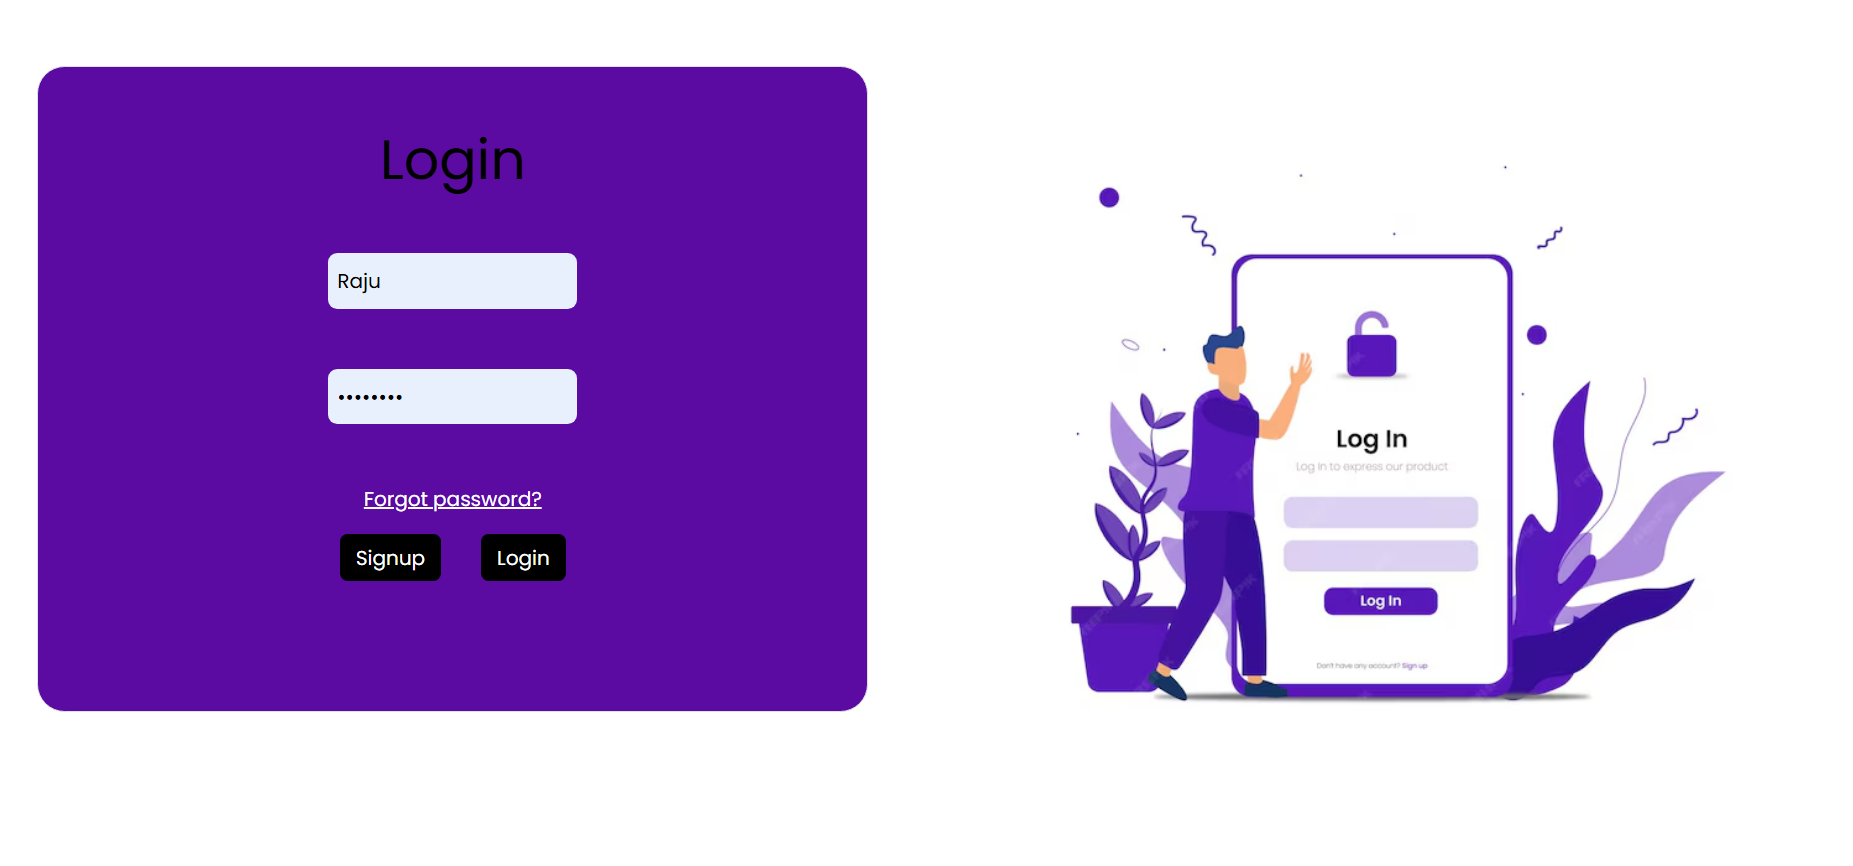 Login
Raju
••••••••
Forgot password?
Signup Login
Log In
Log In to express our product
Log In
Don't have any account? Sign up